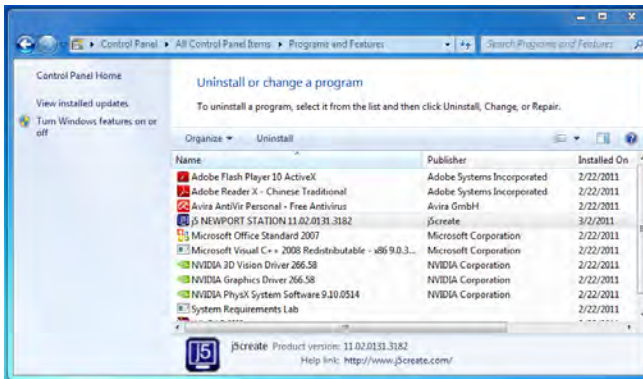 Control Panel ▸ All Control Panel Items ▸ Programs and Features
Search Programs and Features
Control Panel Home
View installed updates
Turn Windows features on or
off
Uninstall or change a program
To uninstall a program, select it from the list and then click Uninstall, Change, or Repair.
Organize Uninstall
Name Publisher Installed On
Adobe Flash Player 10 ActiveX Adobe Systems Incorporated 2/22/2011
Adobe Reader X - Chinese Traditional Adobe Systems Incorporated 2/22/2011
Avira AntiVir Personal - Free Antivirus Avira GmbH 2/22/2011
j5 NEWPORT STATION 11.02.0131.3182 j5create 3/2/2011
Microsoft Office Standard 2007 Microsoft Corporation 2/22/2011
Microsoft Visual C++ 2008 Redistributable - x86 9.0.3... Microsoft Corporation 2/22/2011
NVIDIA 3D Vision Driver 266.58 NVIDIA Corporation 2/22/2011
NVIDIA Graphics Driver 266.58 NVIDIA Corporation 2/22/2011
NVIDIA PhysX System Software 9.10.0514 NVIDIA Corporation 2/22/2011
System Requirements Lab 2/22/2011
J5 j5create Product version: 11.02.0131.3182
Help link: http://www.j5create.com/